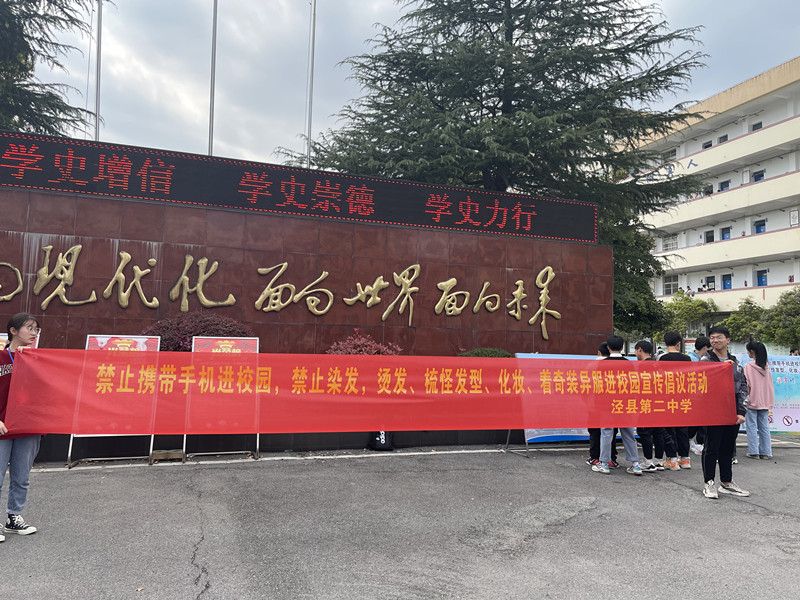 学史增信 学史崇德 学史力行
向现代化 面向世界 面向未来
禁止携带手机进校园，禁止染发，烫发、梳怪发型、化妆、着奇装异服进校园宣传倡议活动
泾县第二中学